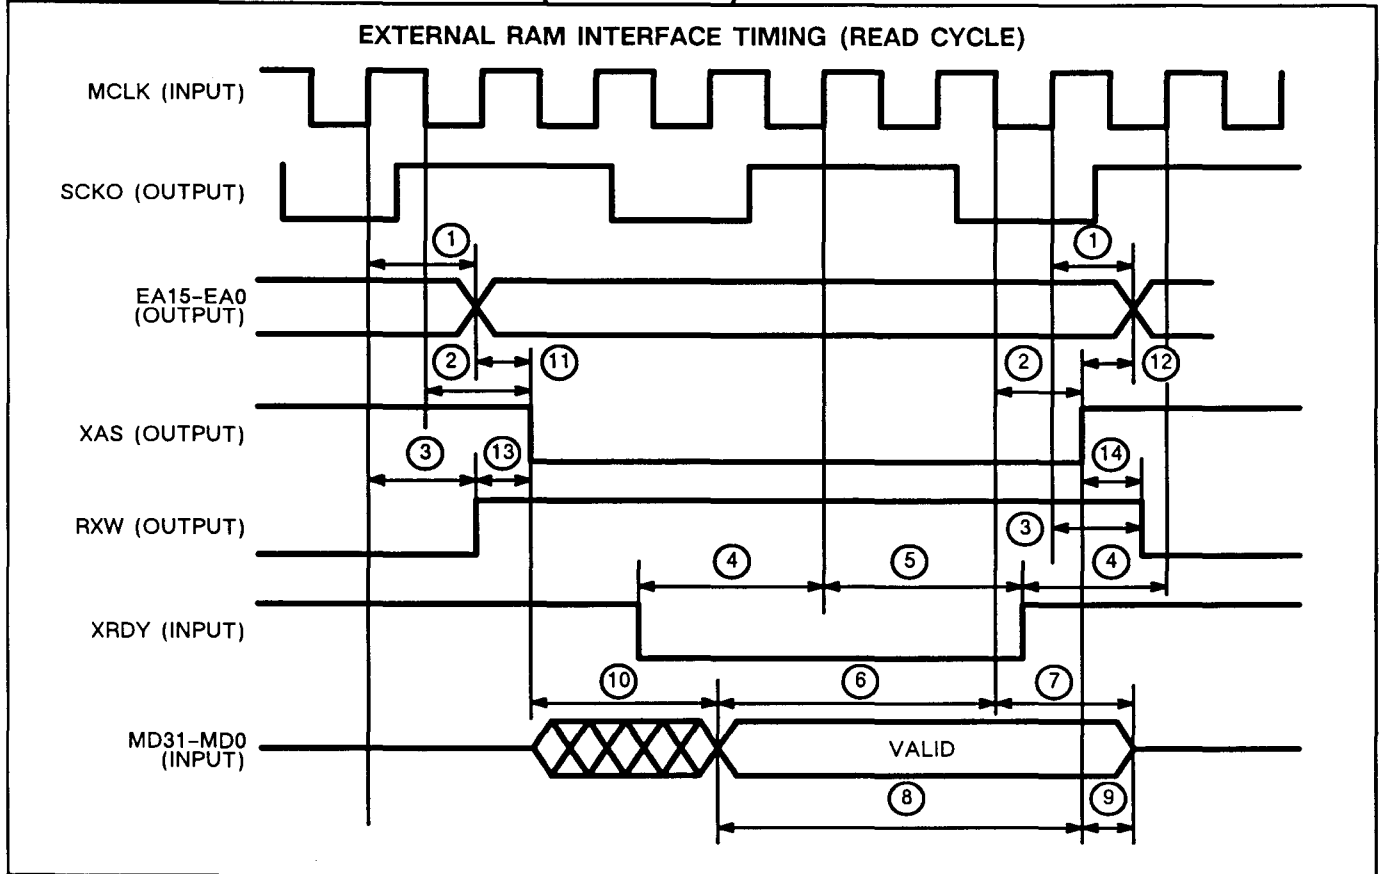 EXTERNAL RAM INTERFACE TIMING (READ CYCLE)
MCLK (INPUT)
SCKO (OUTPUT)
1 1
EA15-EA0
(OUTPUT)
2 11 2 12
XAS (OUTPUT)
3 13 14
RXW (OUTPUT)
3
4 5 4
XRDY (INPUT)
10 6 7
MD31-MD0
(INPUT)
VALID
8 9